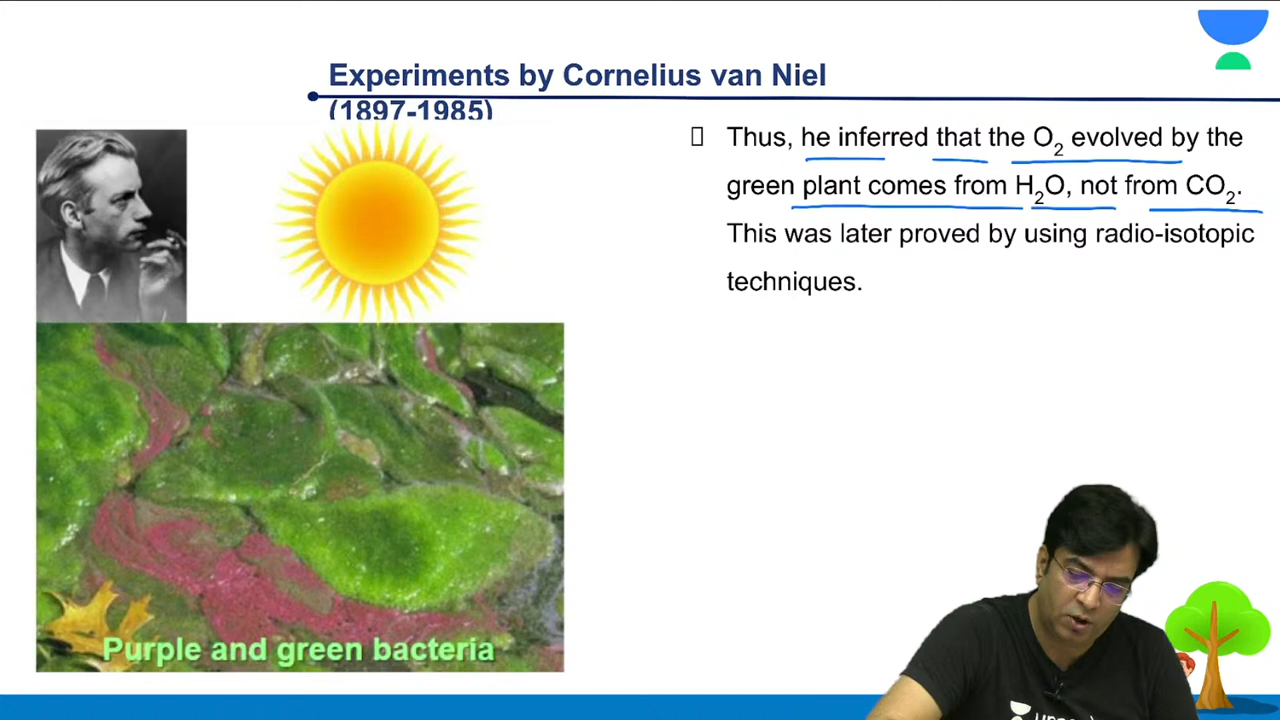 Experiments by Cornelius van Niel
(1897-1985)
Thus, he inferred that the O₂ evolved by the
green plant comes from H₂O, not from CO₂.
This was later proved by using radio-isotopic
techniques.
Purple and green bacteria